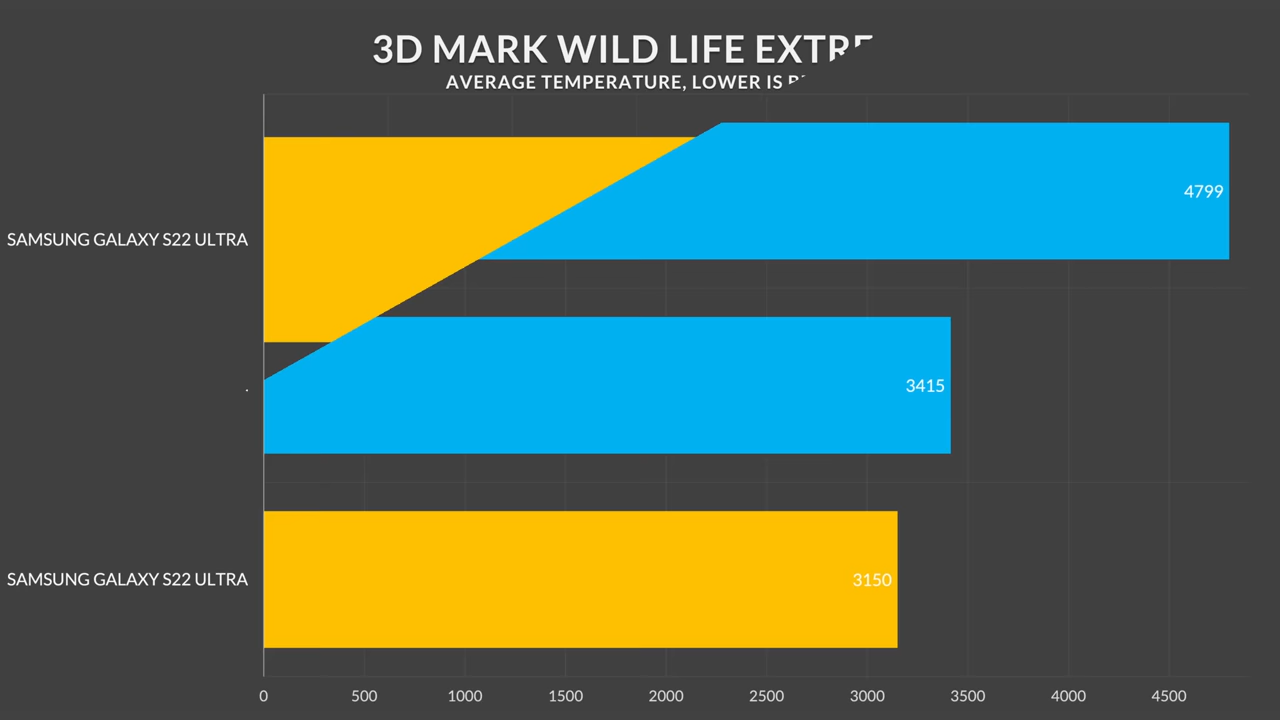 3D MARK WILD LIFE
AVERAGE TEMPERATURE, LOWER IS
4799
SAMSUNG GALAXY S22 ULTRA
3415
.
SAMSUNG GALAXY S22 ULTRA
3150
0 500 1000 1500 2000 2500 3000 3500 4000 4500